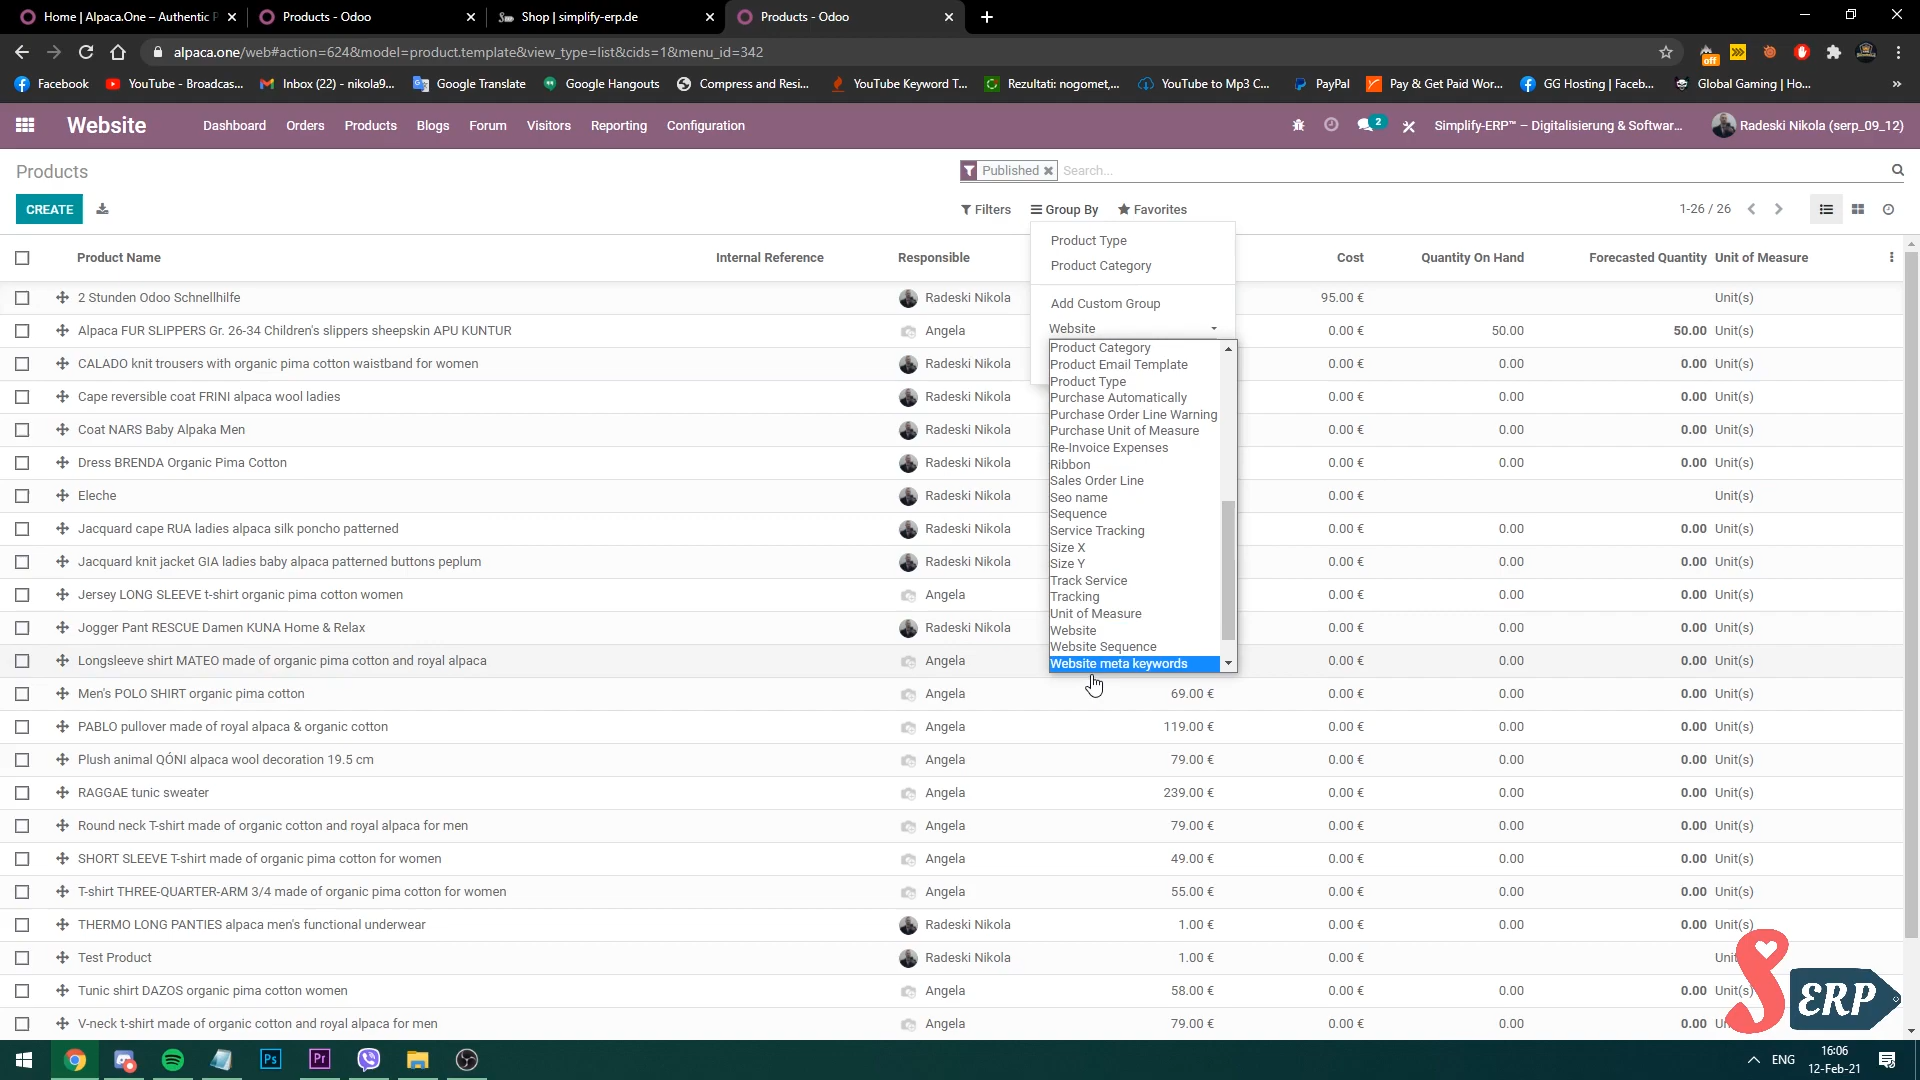 Home | Alpaca.One – Authentic P
Products - Odoo
Shop | simplify-erp.de
Products - Odoo
alpaca.one/web#action=624&model=product.template&view_type=list&cids=1&menu_id=342
off
Facebook
YouTube - Broadcas...
Inbox (22) - nikola9...
Google Translate
Google Hangouts
Compress and Resi...
YouTube Keyword T...
Rezultati: nogomet,...
YouTube to Mp3 C...
PayPal
Pay & Get Paid Wor...
GG Hosting | Faceb...
Global Gaming | Ho...
Website
Dashboard Orders Products Blogs Forum Visitors Reporting Configuration
2
Simplify-ERP™ – Digitalisierung & Softwar...
Radeski Nikola (serp_09_12)
Products
Published
Search...
CREATE
Filters
Group By
Favorites
1-26 / 26
Product Type
Product Category
Add Custom Group
Website
Product Category
Product Email Template
Product Type
Purchase Automatically
Purchase Order Line Warning
Purchase Unit of Measure
Re-Invoice Expenses
Ribbon
Sales Order Line
Seo name
Sequence
Service Tracking
Size X
Size Y
Track Service
Tracking
Unit of Measure
Website
Website Sequence
Website meta keywords
Product Name Internal Reference Responsible Cost Quantity On Hand Forecasted Quantity Unit of Measure
2 Stunden Odoo Schnellhilfe Radeski Nikola 95.00 € Unit(s)
Alpaca FUR SLIPPERS Gr. 26-34 Children's slippers sheepskin APU KUNTUR Angela 0.00 € 50.00 50.00 Unit(s)
CALADO knit trousers with organic pima cotton waistband for women Radeski Nikola 0.00 € 0.00 0.00 Unit(s)
Cape reversible coat FRINI alpaca wool ladies Radeski Nikola 0.00 € 0.00 0.00 Unit(s)
Coat NARS Baby Alpaka Men Radeski Nikola 0.00 € 0.00 0.00 Unit(s)
Dress BRENDA Organic Pima Cotton Radeski Nikola 0.00 € 0.00 0.00 Unit(s)
Eleche Radeski Nikola 0.00 € Unit(s)
Jacquard cape RUA ladies alpaca silk poncho patterned Radeski Nikola 0.00 € 0.00 0.00 Unit(s)
Jacquard knit jacket GIA ladies baby alpaca patterned buttons peplum Radeski Nikola 0.00 € 0.00 0.00 Unit(s)
Jersey LONG SLEEVE t-shirt organic pima cotton women Angela 0.00 € 0.00 0.00 Unit(s)
Jogger Pant RESCUE Damen KUNA Home & Relax Radeski Nikola 0.00 € 0.00 0.00 Unit(s)
Longsleeve shirt MATEO made of organic pima cotton and royal alpaca Angela 0.00 € 0.00 0.00 Unit(s)
Men's POLO SHIRT organic pima cotton Angela 69.00 € 0.00 € 0.00 0.00 Unit(s)
PABLO pullover made of royal alpaca & organic cotton Angela 119.00 € 0.00 € 0.00 0.00 Unit(s)
Plush animal QÓNI alpaca wool decoration 19.5 cm Angela 79.00 € 0.00 € 0.00 0.00 Unit(s)
RAGGAE tunic sweater Angela 239.00 € 0.00 € 0.00 0.00 Unit(s)
Round neck T-shirt made of organic cotton and royal alpaca for men Angela 79.00 € 0.00 € 0.00 0.00 Unit(s)
SHORT SLEEVE T-shirt made of organic pima cotton for women Angela 49.00 € 0.00 € 0.00 0.00 Unit(s)
T-shirt THREE-QUARTER-ARM 3/4 made of organic pima cotton for women Angela 55.00 € 0.00 € 0.00 0.00 Unit(s)
THERMO LONG PANTIES alpaca men's functional underwear Radeski Nikola 1.00 € 0.00 € 0.00 0.00 Unit(s)
Test Product Radeski Nikola 1.00 € 0.00 €
Tunic shirt DAZOS organic pima cotton women Angela 58.00 € 0.00 € 0.00 0.00 Unit(s)
V-neck t-shirt made of organic cotton and royal alpaca for men Angela 79.00 € 0.00 € 0.00 0.00
S ERP
Ps
Pr
ENG
16:06
12-Feb-21